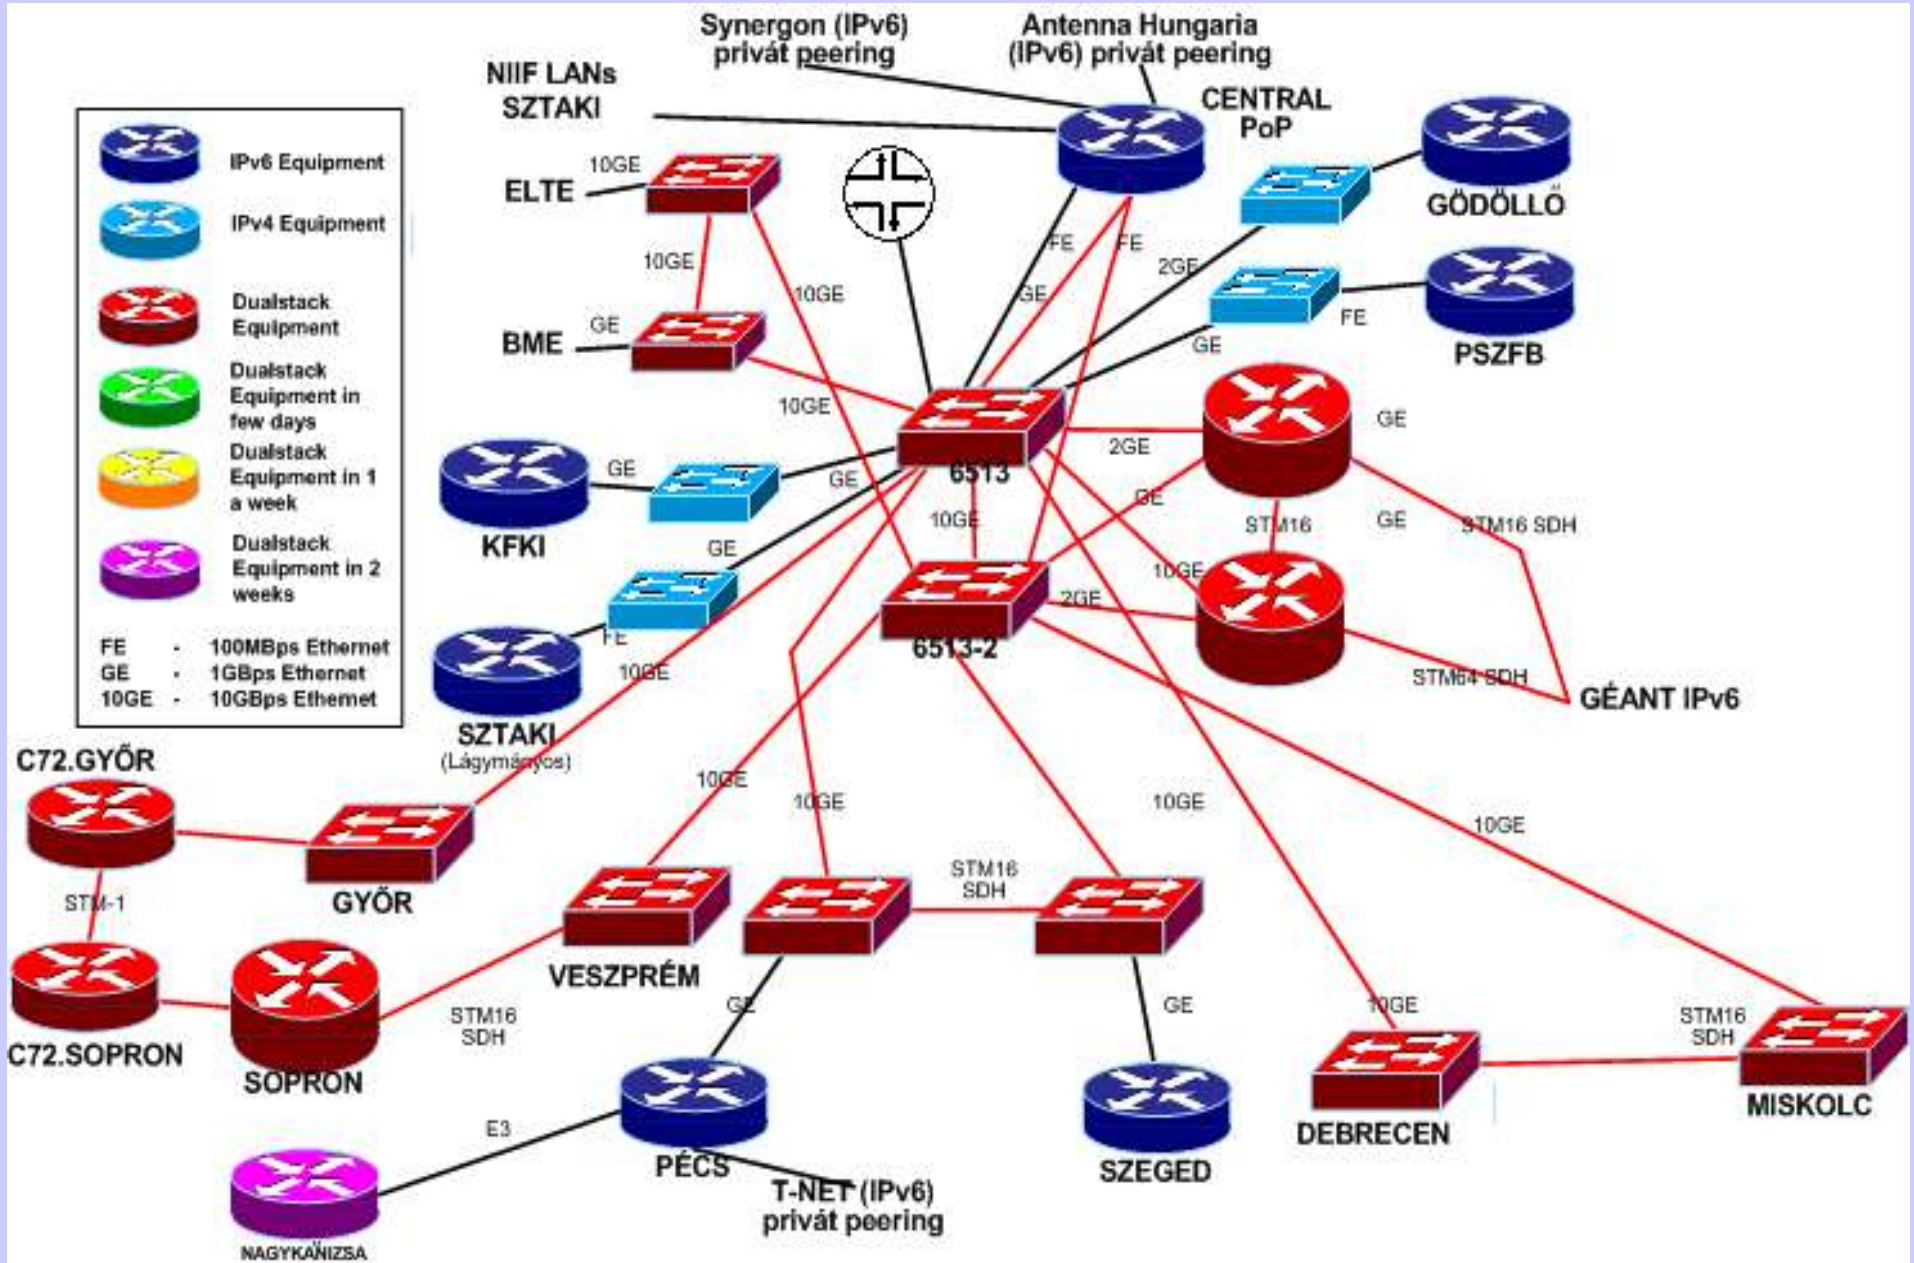 Synergon (IPv6)
privát peering
Antenna Hungaria
(IPv6) privát peering
NIIF LANs
SZTAKI
CENTRAL
PoP
IPv6 Equipment
IPv4 Equipment
Dualstack
Equipment
Dualstack
Equipment in
few days
Dualstack
Equipment in 1
a week
Dualstack
Equipment in 2
weeks
FE - 100MBps Ethernet
GE - 1GBps Ethernet
10GE - 10GBps Ethernet
10GE
ELTE
GÖDÖLLŐ
10GE
10GE
FE
FE
2GE
GE
GE
BME
FE
GE
PSZFB
10GE
GE
2GE
6513
GE
GE
KFKI
GE
10GE
STM16
GE
STM16 SDH
GE
10GE
2GE
FE
6513-2
10GE
STM64 SDH
GÉANT IPv6
SZTAKI
(Lágymányos)
C72.GYŐR
10GE
10GE
10GE
10GE
STM-1
GYŐR
STM16
SDH
VESZPRÉM
GE
GE
10GE
STM16
SDH
STM16
SDH
C72.SOPRON
SOPRON
MISKOLC
DEBRECEN
E3
PÉCS
SZEGED
T-NET (IPv6)
privát peering
NAGYKANIZSA